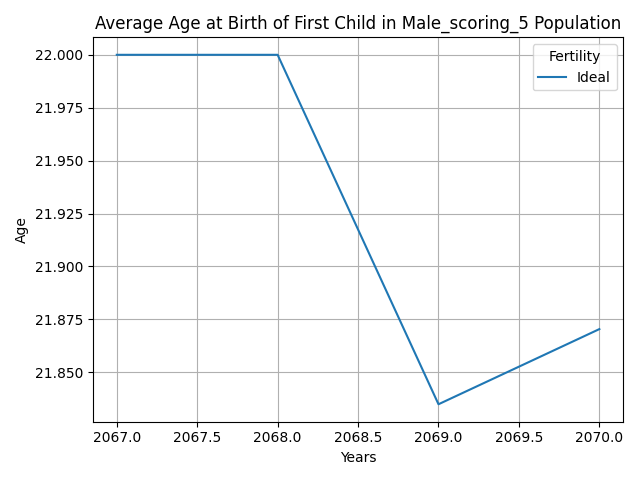 Average Age at Birth of First Child in Male_scoring_5 Population
22.000
21.975
21.950
21.925
21.900
21.875
21.850
Age
Fertility
Ideal
2067.0 2067.5 2068.0 2068.5 2069.0 2069.5 2070.0
Years